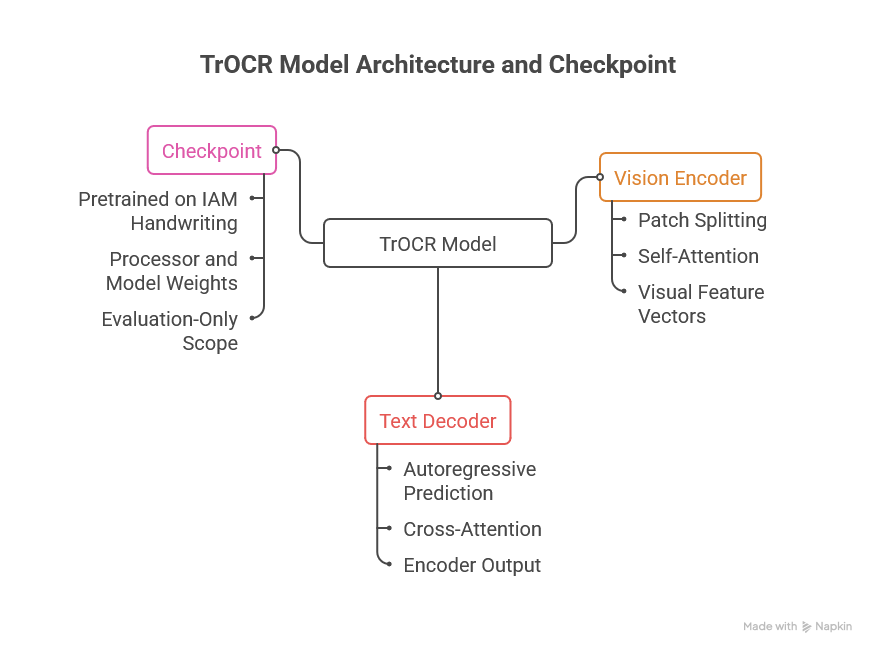 TrOCR Model Architecture and Checkpoint
Checkpoint
Pretrained on IAM
Handwriting
Processor and
Model Weights
Evaluation-Only
Scope
TrOCR Model
Vision Encoder
Patch Splitting
Self-Attention
Visual Feature
Vectors
Text Decoder
Autoregressive
Prediction
Cross-Attention
Encoder Output
Made with Napkin